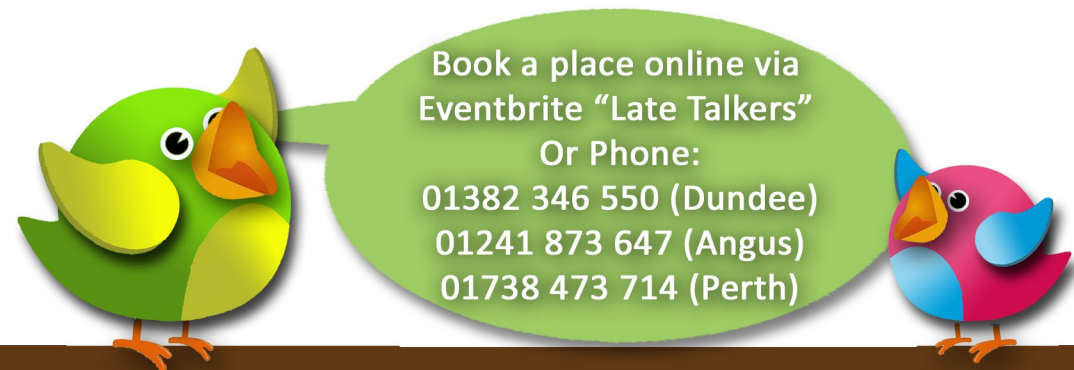 Book a place online via
Eventbrite “Late Talkers”
Or Phone:
01382 346 550 (Dundee)
01241 873 647 (Angus)
01738 473 714 (Perth)